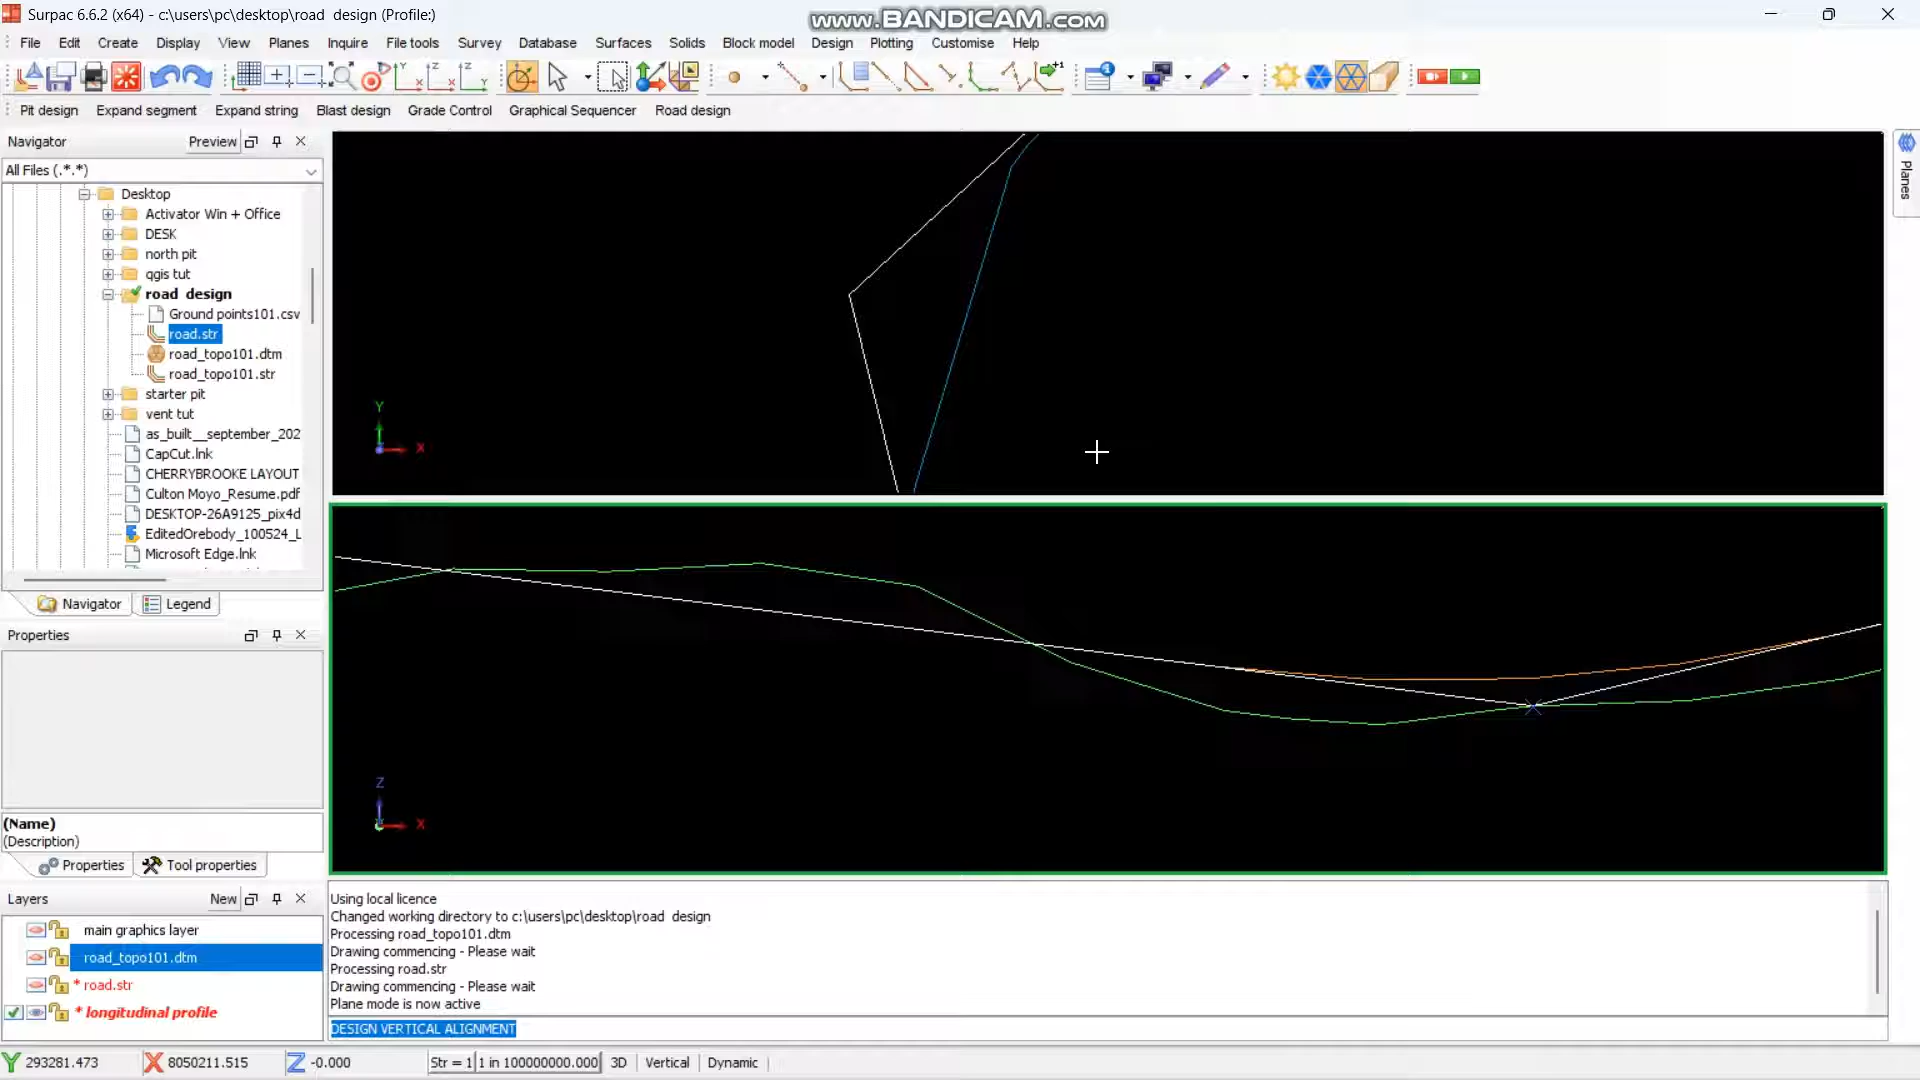 Surpac 6.6.2 (x64) - c:\users\pc\desktop\road  design (Profile:)
www.BANDICAM.com
File Edit Create Display View Planes Inquire File tools Survey Database Surfaces Solids Block model Design Plotting Customise Help
Pit design Expand segment Expand string Blast design Grade Control Graphical Sequencer Road design
Navigator Preview
All Files (*.*)
Desktop
Activator Win + Office
DESK
north pit
qgis tut
road  design
Ground points101.csv
road.str
road_topo101.dtm
road_topo101.str
starter pit
vent tut
as_built__september_202
CapCut.lnk
CHERRYBROOKE LAYOUT
Culton Moyo_Resume.pdf
DESKTOP-26A9125_pix4d
EditedOrebody_100524_L
Microsoft Edge.lnk
Navigator Legend
Properties
(Name)
(Description)
Properties Tool properties
Layers New
main graphics layer
road_topo101.dtm
* road.str
* longitudinal profile
Y
X
Z
X
Planes
Using local licence
Changed working directory to c:\users\pc\desktop\road  design
Processing road_topo101.dtm
Drawing commencing - Please wait
Processing road.str
Drawing commencing - Please wait
Plane mode is now active
DESIGN VERTICAL ALIGNMENT
Y 293281.473 X 8050211.515 Z -0.000 Str = 1 1 in 100000000.000 3D Vertical Dynamic